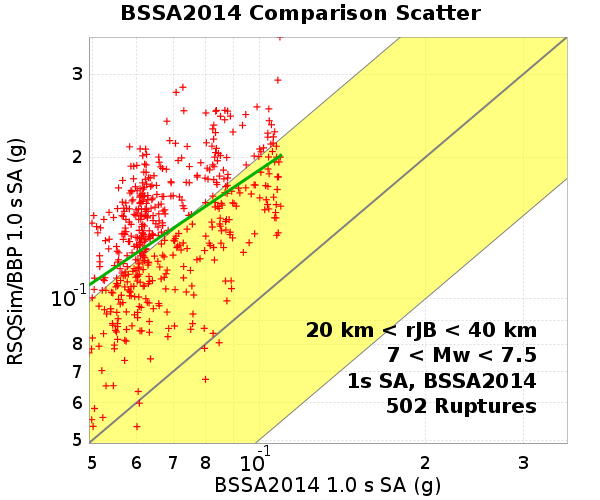 BSSA2014 Comparison Scatter
RSQSim/BBP 1.0 s SA (g)
3
2
10-1
8
7
6
5
20 km < rJB < 40 km
7 < Mw < 7.5
1s SA, BSSA2014
502 Ruptures
5 6 7 8 10-1 2 3
BSSA2014 1.0 s SA (g)